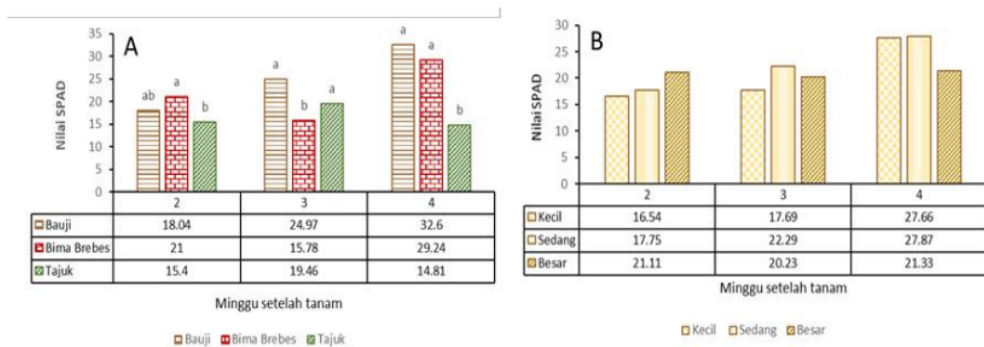 A
Nilai SPAD
35
30
25
20
15
10
5
0
ab a b
a b a
a a b
2 3 4
Bauji 18.04 24.97 32.6
Bima Brebes 21 15.78 29.24
Tajuk 15.4 19.46 14.81
Minggu setelah tanam
Bauji Bima Brebes Tajuk
B
Nilai SPAD
30
25
20
15
10
5
0
2 3 4
Kecil 16.54 17.69 27.66
Sedang 17.75 22.29 27.87
Besar 21.11 20.23 21.33
Minggu setelah tanam
Kecil Sedang Besar